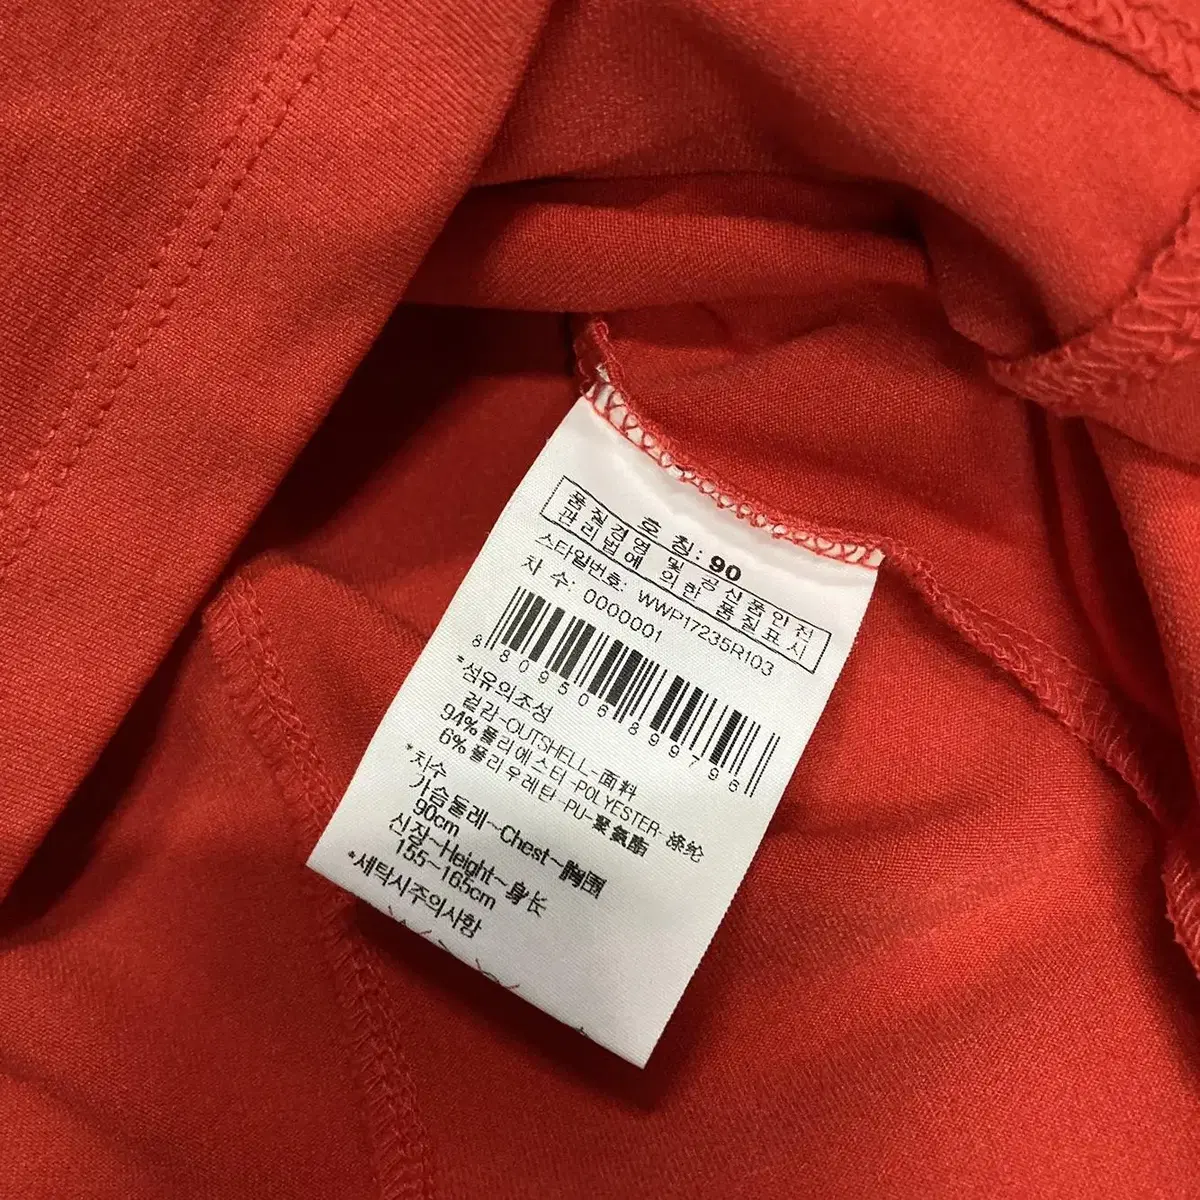 호 칭: 90
품질경영 및 공산품안전
관리법에 의한 품질표시
스타일번호: WWP17235R103
차 수: 0000001
8 809506 899796
*섬유의조성
겉감-OUTSHELL-面料
94% 폴리에스터-POLYESTER-涤纶
6% 폴리우레탄-PU-聚氨酯
*치수
가슴둘레~Chest~胸围
90cm
신장~Height~身长
155~165cm
*세탁시주의사항